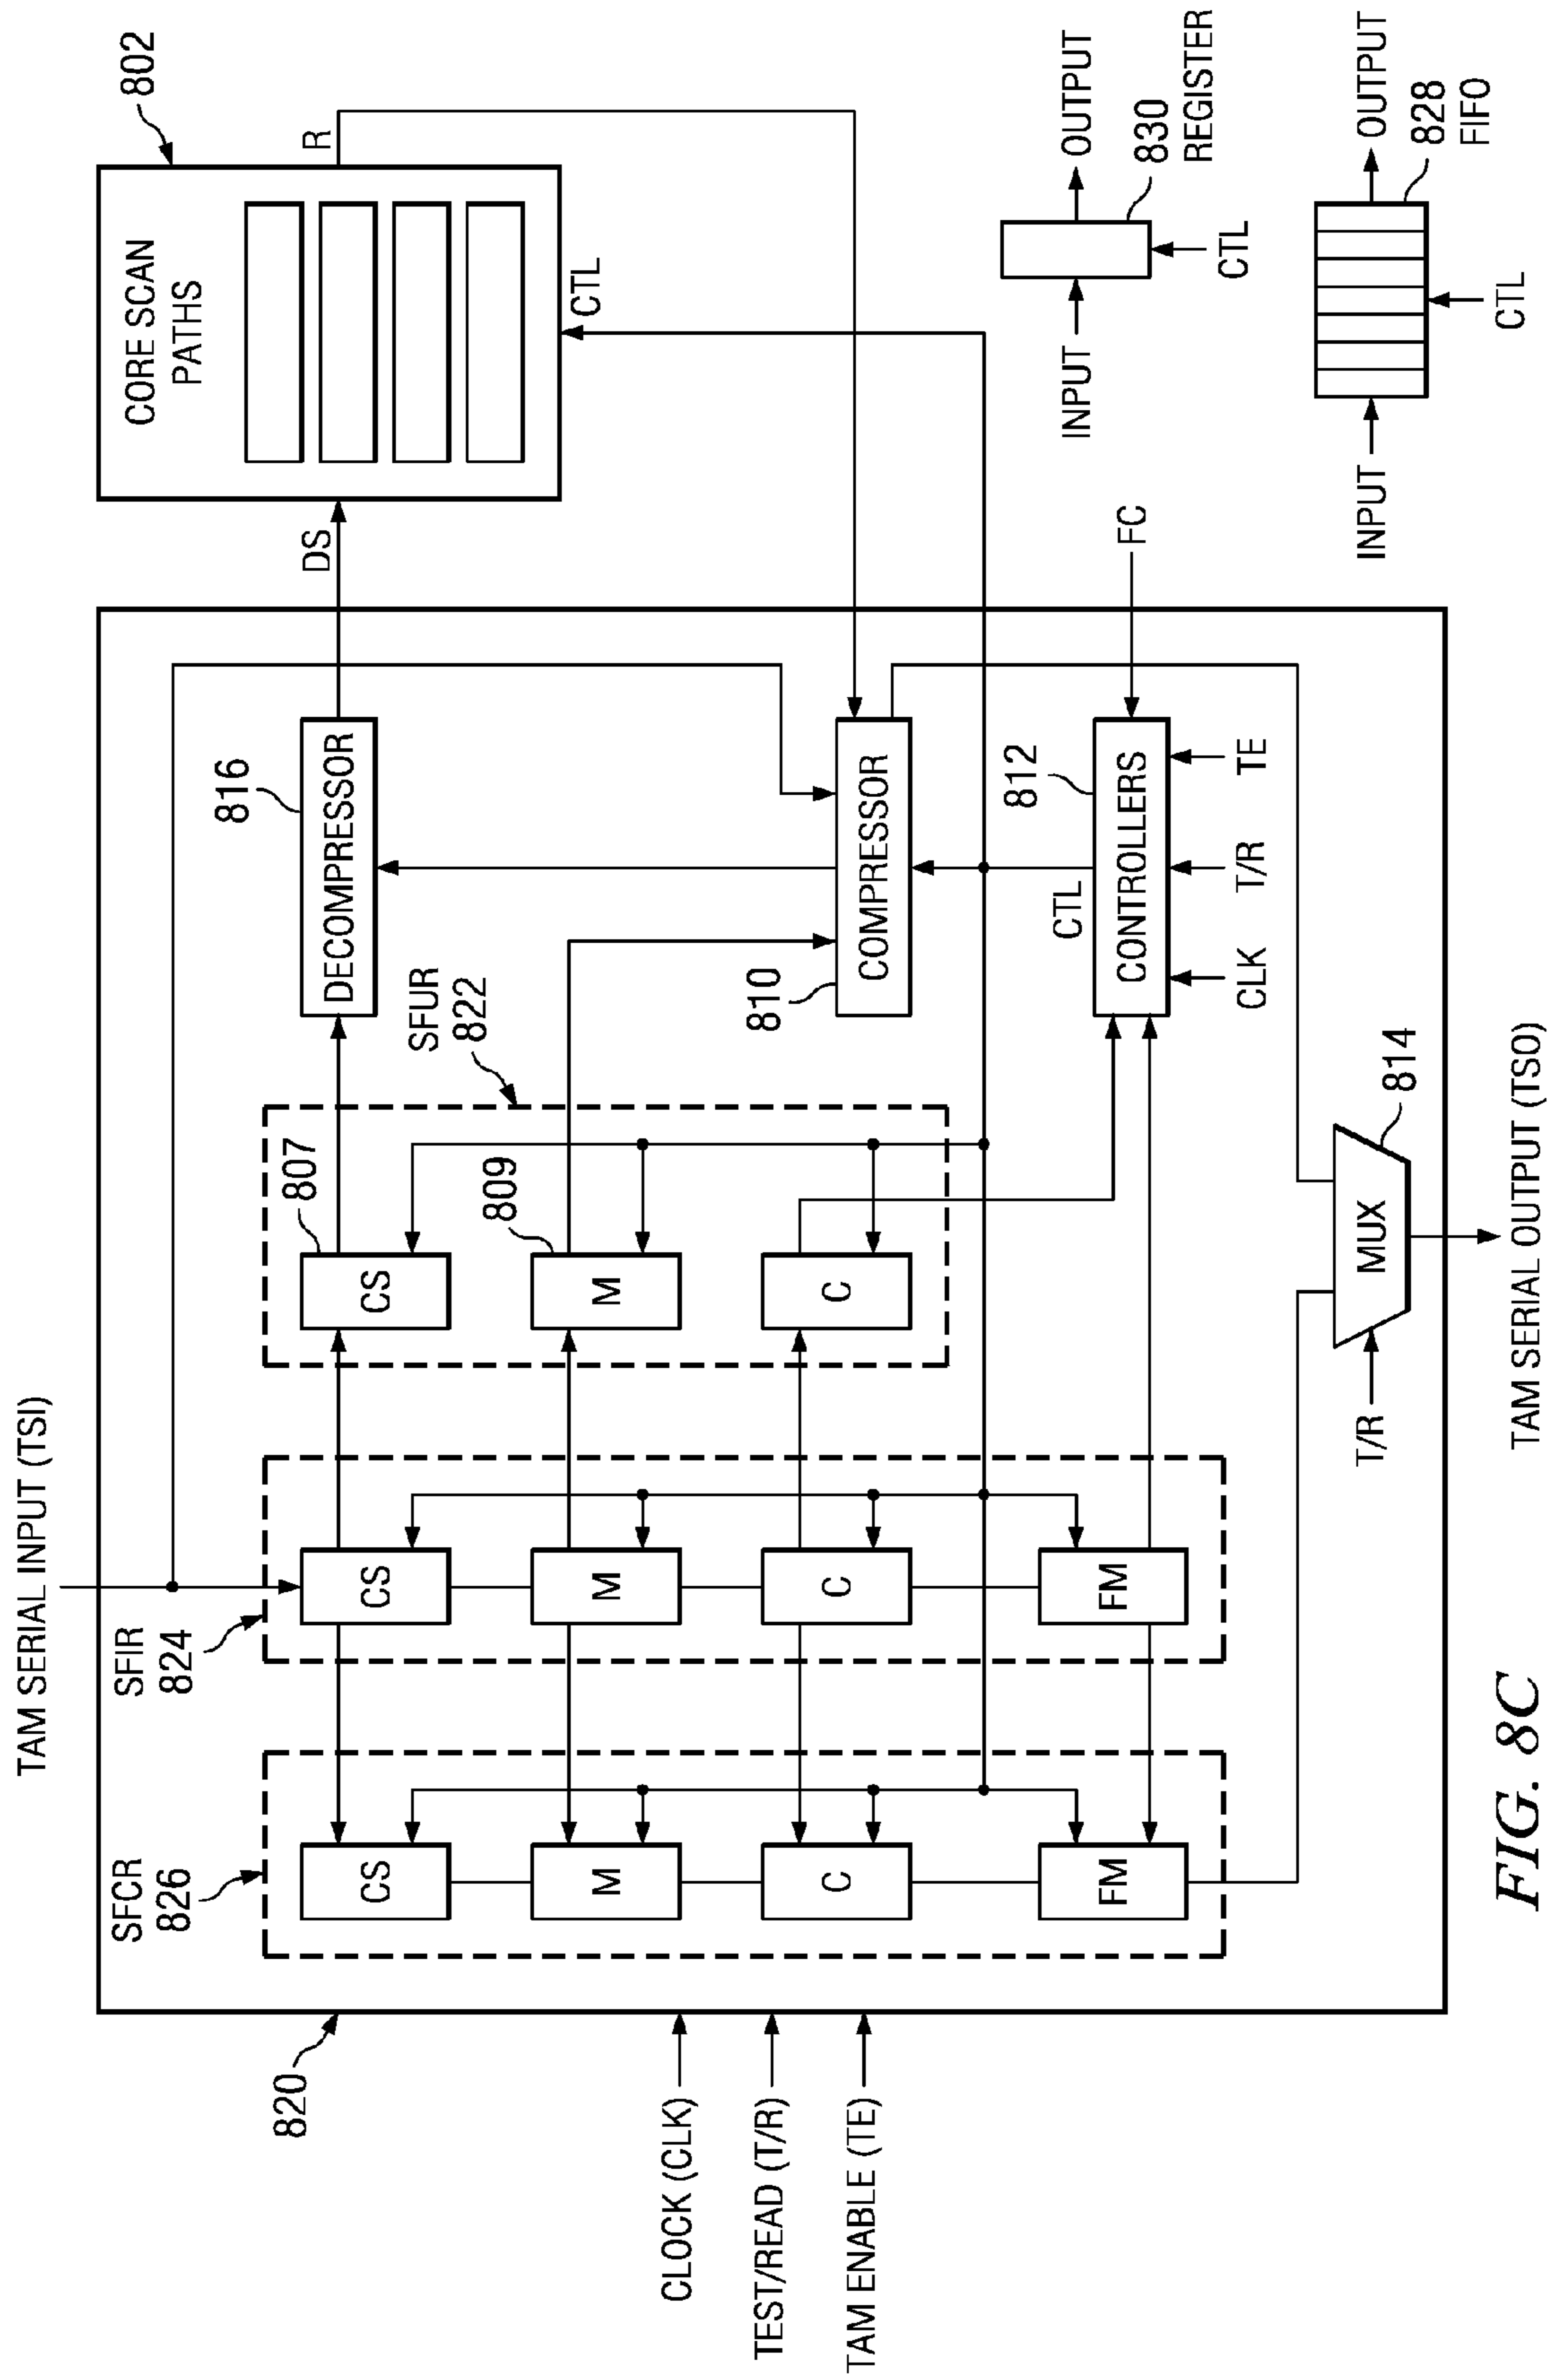 TAM SERIAL INPUT (TSI)
SFCR
826
SFIR
824
SFUR
822
820
CS
M
C
FM
CS
M
C
FM
807
CS
809
M
C
816
DECOMPRESSOR
810
COMPRESSOR
812
CTL
CONTROLLERS
CLK
T/R
TE
FC
DS
802
CORE SCAN
PATHS
R
CTL
CLOCK (CLK)
TEST/READ (T/R)
TAM ENABLE (TE)
T/R
MUX
814
TAM SERIAL OUTPUT (TSO)
INPUT
OUTPUT
830
REGISTER
CTL
INPUT
OUTPUT
828
FIFO
CTL
FIG. 8C